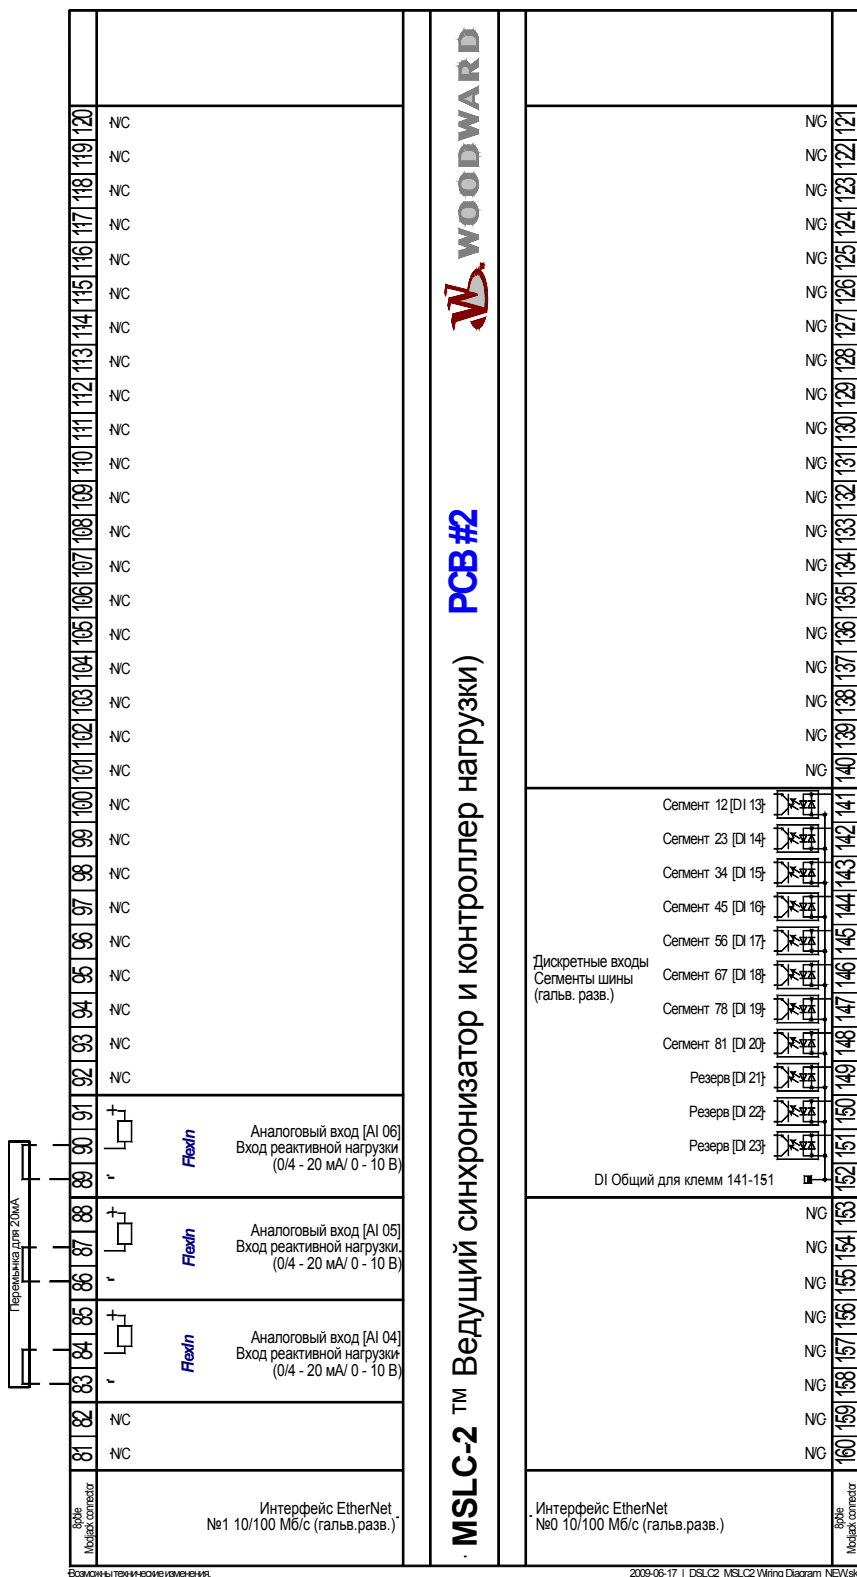 120 N/C
119 N/C
118 N/C
117 N/C
116 N/C
115 N/C
114 N/C
113 N/C
112 N/C
111 N/C
110 N/C
109 N/C
108 N/C
107 N/C
106 N/C
105 N/C
104 N/C
103 N/C
102 N/C
101 N/C
100 N/C
99 N/C
98 N/C
97 N/C
96 N/C
95 N/C
94 N/C
93 N/C
92 N/C
91 +
90
89 -
FlexIn
Аналоговый вход [AI 06]
Вход реактивной нагрузки
(0/4 - 20 мА/ 0 - 10 В)
88 +
87
86 -
FlexIn
Аналоговый вход [AI 05]
Вход реактивной нагрузки.
(0/4 - 20 мА/ 0 - 10 В)
85 +
84
83 -
FlexIn
Аналоговый вход [AI 04]
Вход реактивной нагрузки
(0/4 - 20 мА/ 0 - 10 В)
Перемычка для 20мА
82 N/C
81 N/C
8 pole
Modjack connector
Интерфейс EtherNet
№1 10/100 Мб/с (гальв.разв.)
WOODWARD
W
PCB #2
MSLC-2 ™ Ведущий синхронизатор и контроллер нагрузки)
N/C 121
N/C 122
N/C 123
N/C 124
N/C 125
N/C 126
N/C 127
N/C 128
N/C 129
N/C 130
N/C 131
N/C 132
N/C 133
N/C 134
N/C 135
N/C 136
N/C 137
N/C 138
N/C 139
N/C 140
Дискретные входы
Сегменты шины
(гальв. разв.)
Сегмент 12 [DI 13] 141
Сегмент 23 [DI 14] 142
Сегмент 34 [DI 15] 143
Сегмент 45 [DI 16] 144
Сегмент 56 [DI 17] 145
Сегмент 67 [DI 18] 146
Сегмент 78 [DI 19] 147
Сегмент 81 [DI 20] 148
Резерв [DI 21] 149
Резерв [DI 22] 150
Резерв [DI 23] 151
DI Общий для клемм 141-151 152
N/C 153
N/C 154
N/C 155
N/C 156
N/C 157
N/C 158
N/C 159
N/C 160
Интерфейс EtherNet
№0 10/100 Мб/с (гальв.разв.)
8 pole
Modjack connector
Возможны технические изменения.
2009-06-17 | DSLC2_MSLC2 Wiring Diagram_NEW.sk